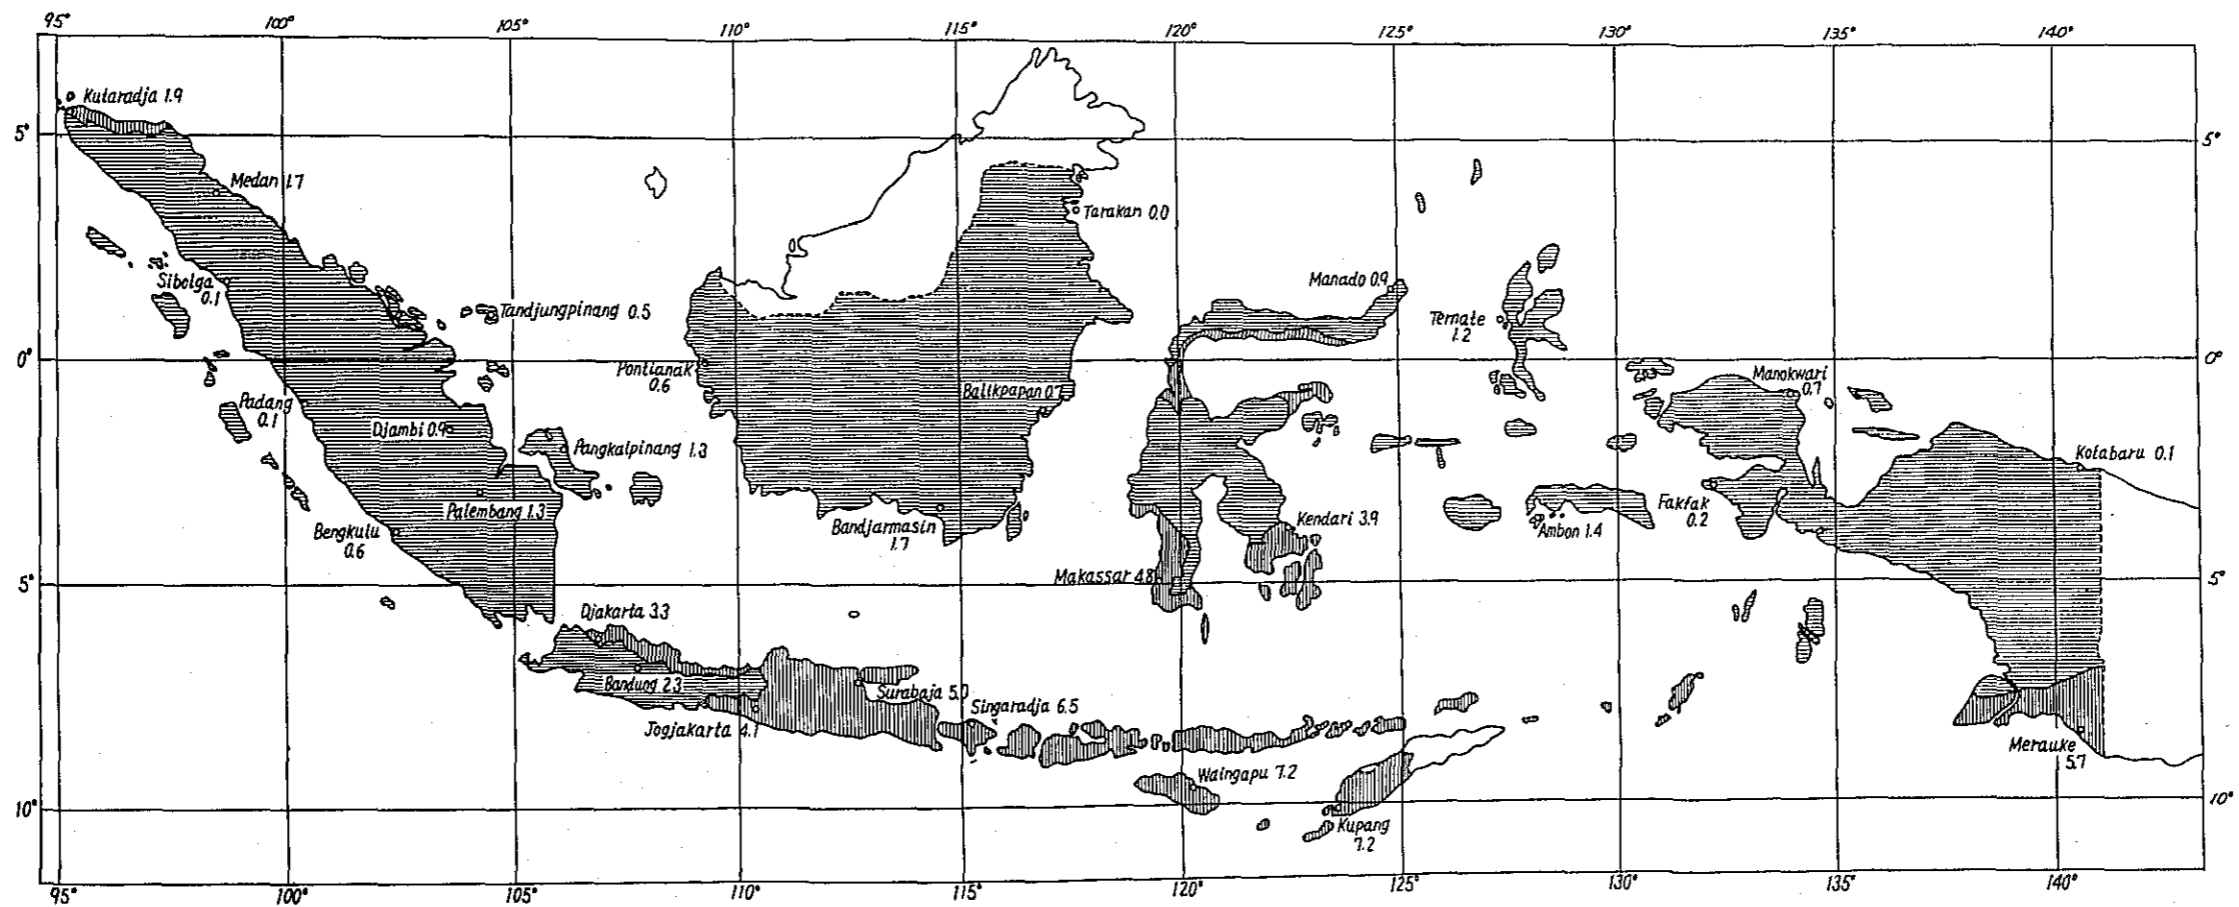 95° 100° 105° 110° 115° 120° 125° 130° 135° 140°
Kutaradja 1.9
5° 5°
Medan 1.7
Tarakan 0.0
Sibolga
0.1
Manado 0.9
Tandjungpinang 0.5
Ternate
1.2
0° 0°
Pontianak
0.6
Manokwari
0.7
Balikpapan 0.7
Padang
0.1
Djambi 0.9
Pangkalpinang 1.3
Kotabaru 0.1
Palembang 1.3
Fakfak
0.2
Bengkulu
0.6
Bandjarmasin
1.7
Kendari 3.9
Ambon 1.4
Makassar 4.8
5° 5°
Djakarta 3.3
Bandung 2.3
Surabaja 5.0
Singaradja 6.5
Jogjakarta 4.1
Merauke
5.7
Waingapu 7.2
10° 10°
Kupang
7.2
95° 100° 105° 110° 115° 120° 125° 130° 135° 140°